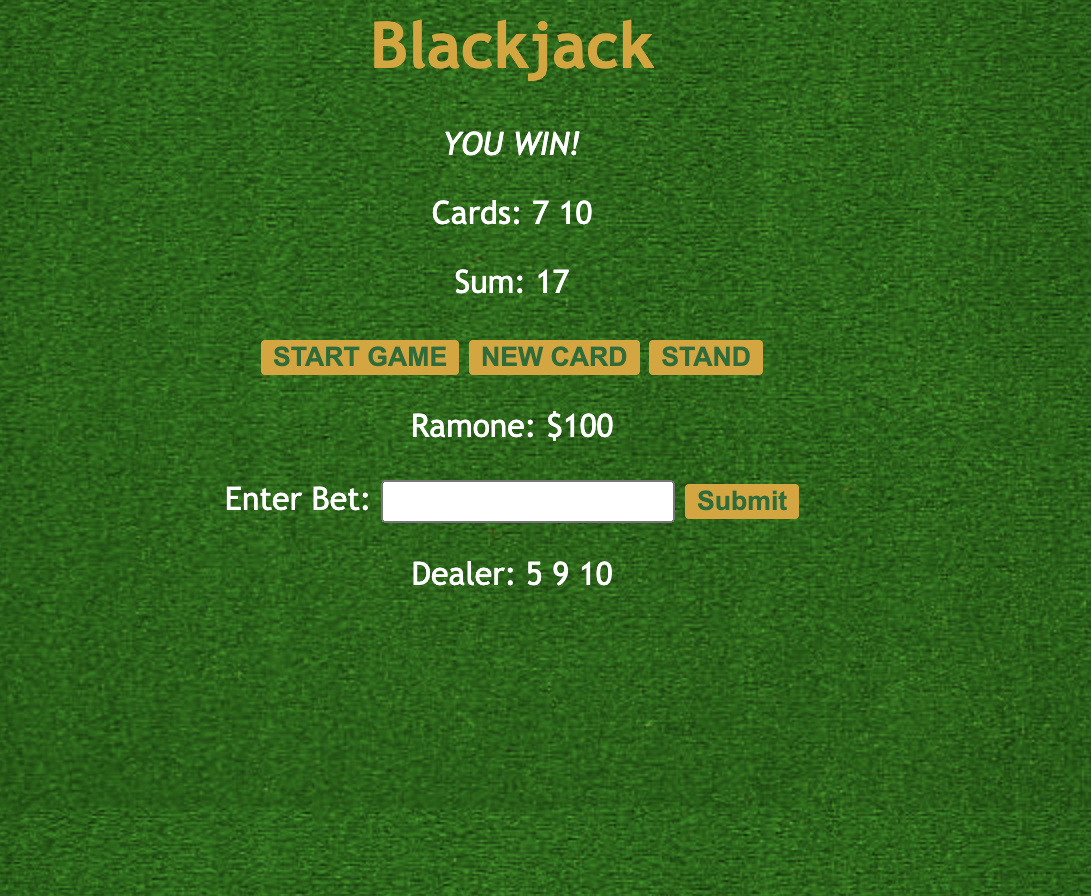 Blackjack
YOU WIN!
Cards: 7 10
Sum: 17
START GAME NEW CARD STAND
Ramone: $100
Enter Bet: Submit
Dealer: 5 9 10